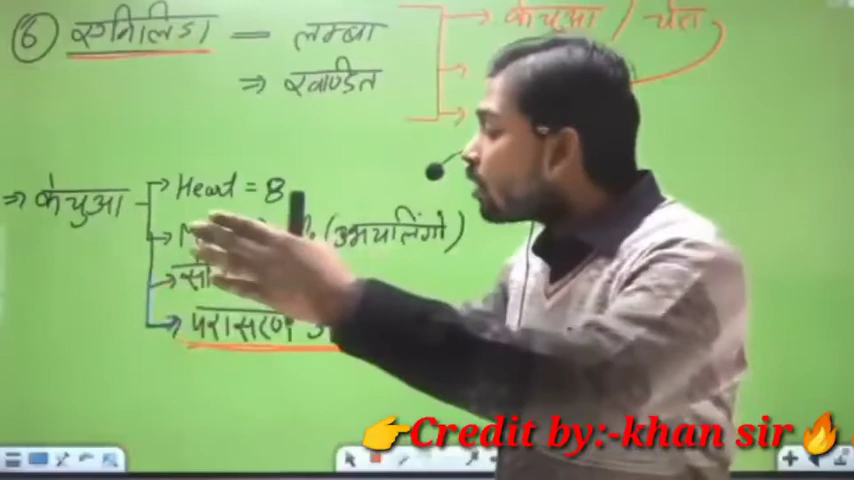 ⑥ एनिलिडा — लम्बा → केंचुआ / जोंक
⇒ खण्डित
⇒ केंचुआ → Heart = 8
(उभयलिंगी)
→ परासरण
👉Credit by:-khan sir🔥